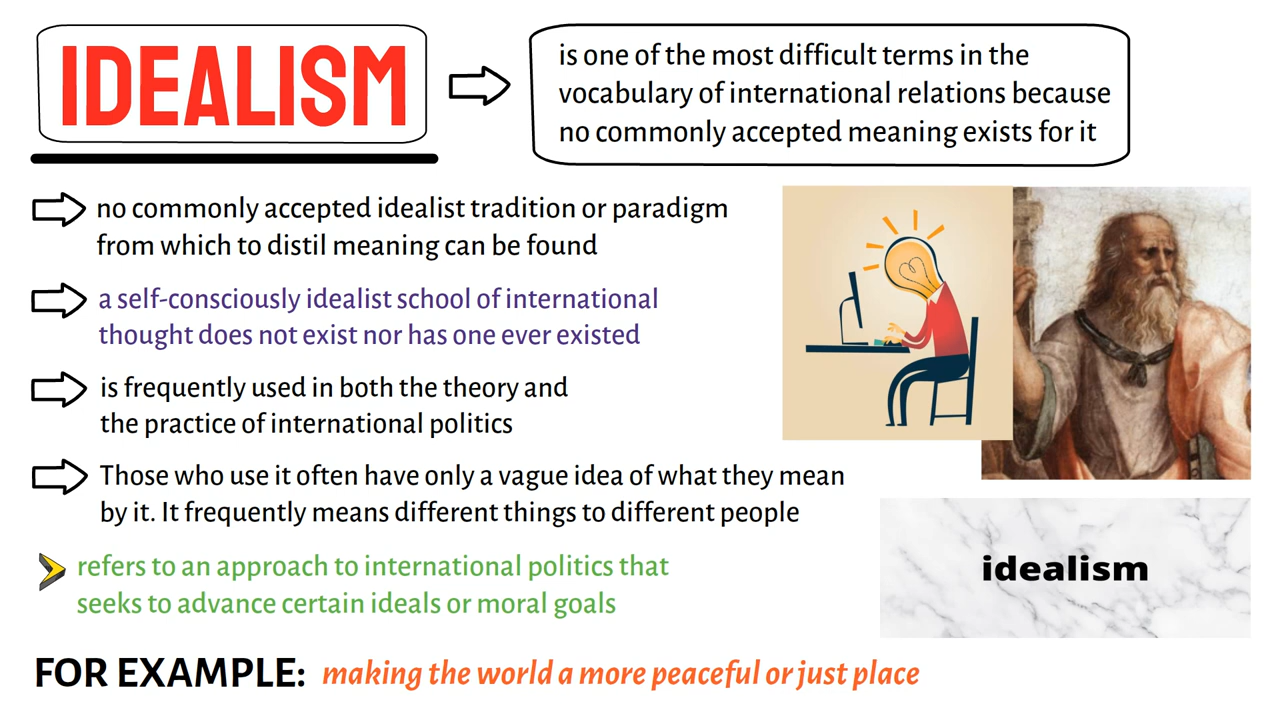 IDEALISM
is one of the most difficult terms in the
vocabulary of international relations because
no commonly accepted meaning exists for it
no commonly accepted idealist tradition or paradigm
from which to distil meaning can be found
a self-consciously idealist school of international
thought does not exist nor has one ever existed
is frequently used in both the theory and
the practice of international politics
Those who use it often have only a vague idea of what they mean
by it. It frequently means different things to different people
idealism
refers to an approach to international politics that
seeks to advance certain ideals or moral goals
FOR EXAMPLE: making the world a more peaceful or just place